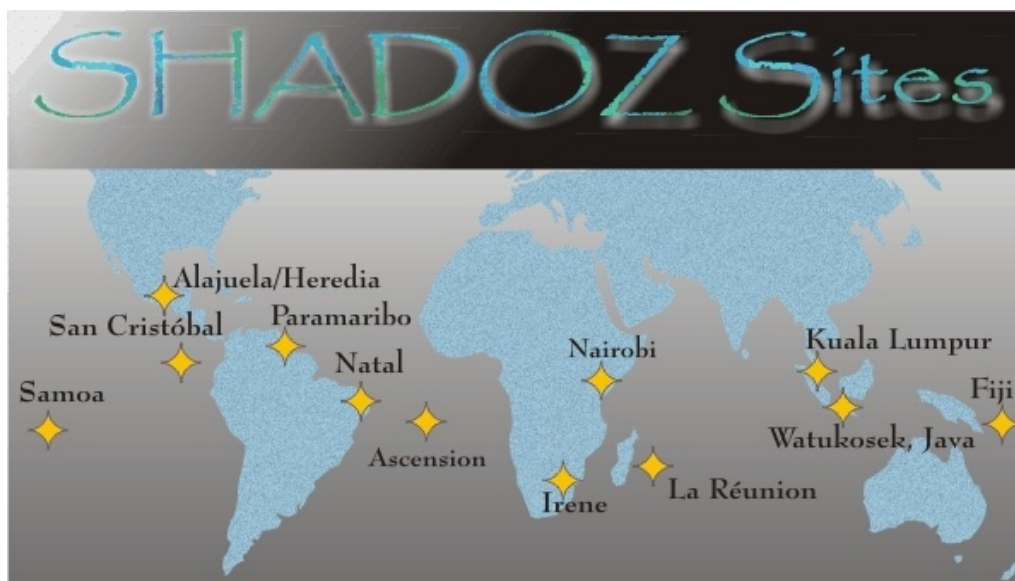 SHADOZ Sites
Alajuela/Heredia
San Cristóbal
Paramaribo
Natal
Samoa
Ascension
Nairobi
Irene
La Réunion
Kuala Lumpur
Watukosek, Java
Fiji